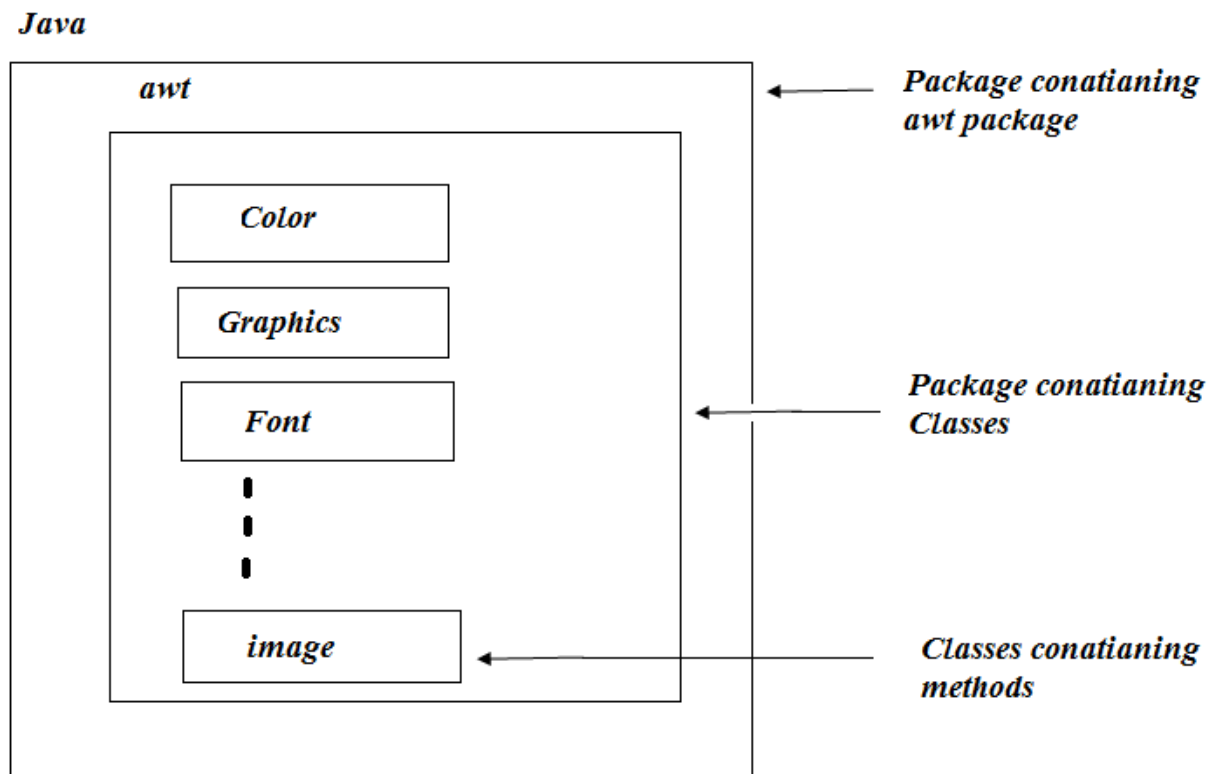 Java
awt
Package conatianing
awt package
Color
Graphics
Font
Package conatianing
Classes
image
Classes conatianing
methods